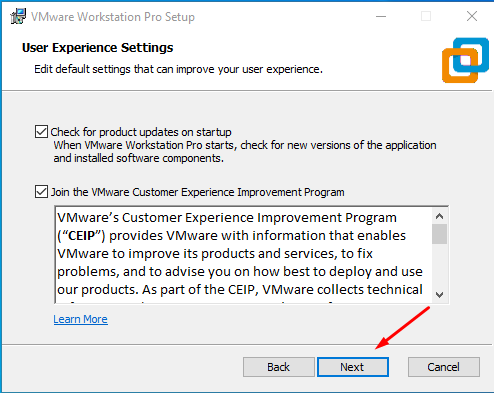 VMware Workstation Pro Setup
User Experience Settings
Edit default settings that can improve your user experience.
Check for product updates on startup
When VMware Workstation Pro starts, check for new versions of the application
and installed software components.
Join the VMware Customer Experience Improvement Program
VMware's Customer Experience Improvement Program
("CEIP") provides VMware with information that enables
VMware to improve its products and services, to fix
problems, and to advise you on how best to deploy and use
our products. As part of the CEIP, VMware collects technical
Learn More
Back
Next
Cancel